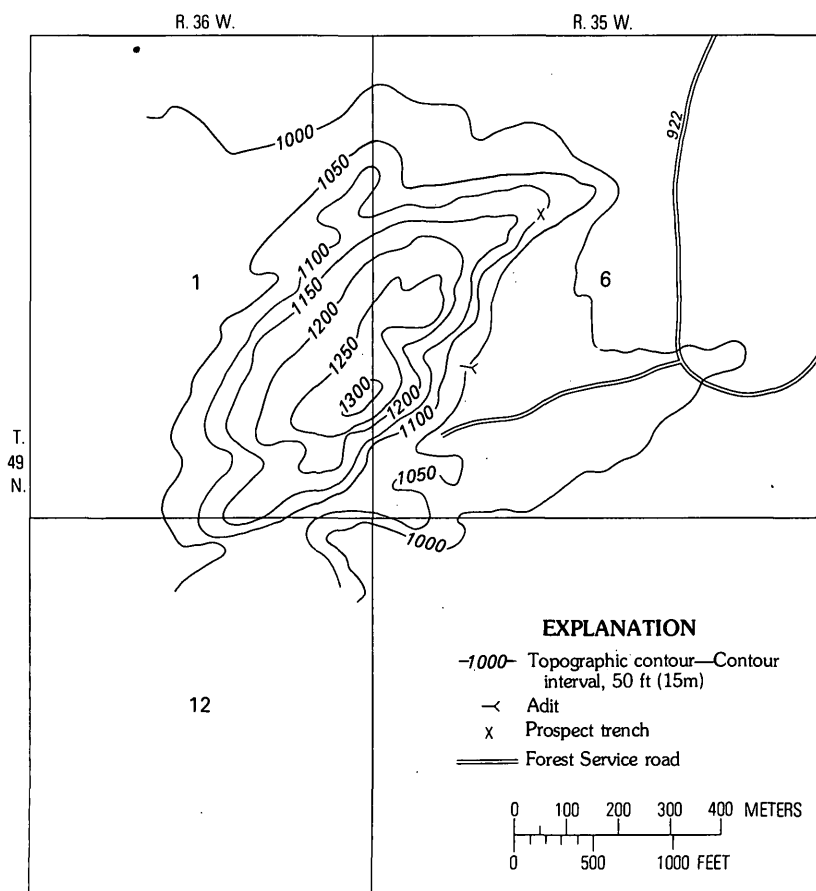 R. 36 W.
R. 35 W.
922
1000
1050
1100
1
1150
6
1200
1250
1300
1200
1100
T.
49
N.
1050
1000
EXPLANATION
-1000- Topographic contour—Contour
interval, 50 ft (15m)
Adit
X Prospect trench
Forest Service road
12
0 100 200 300 400 METERS
0 500 1000 FEET